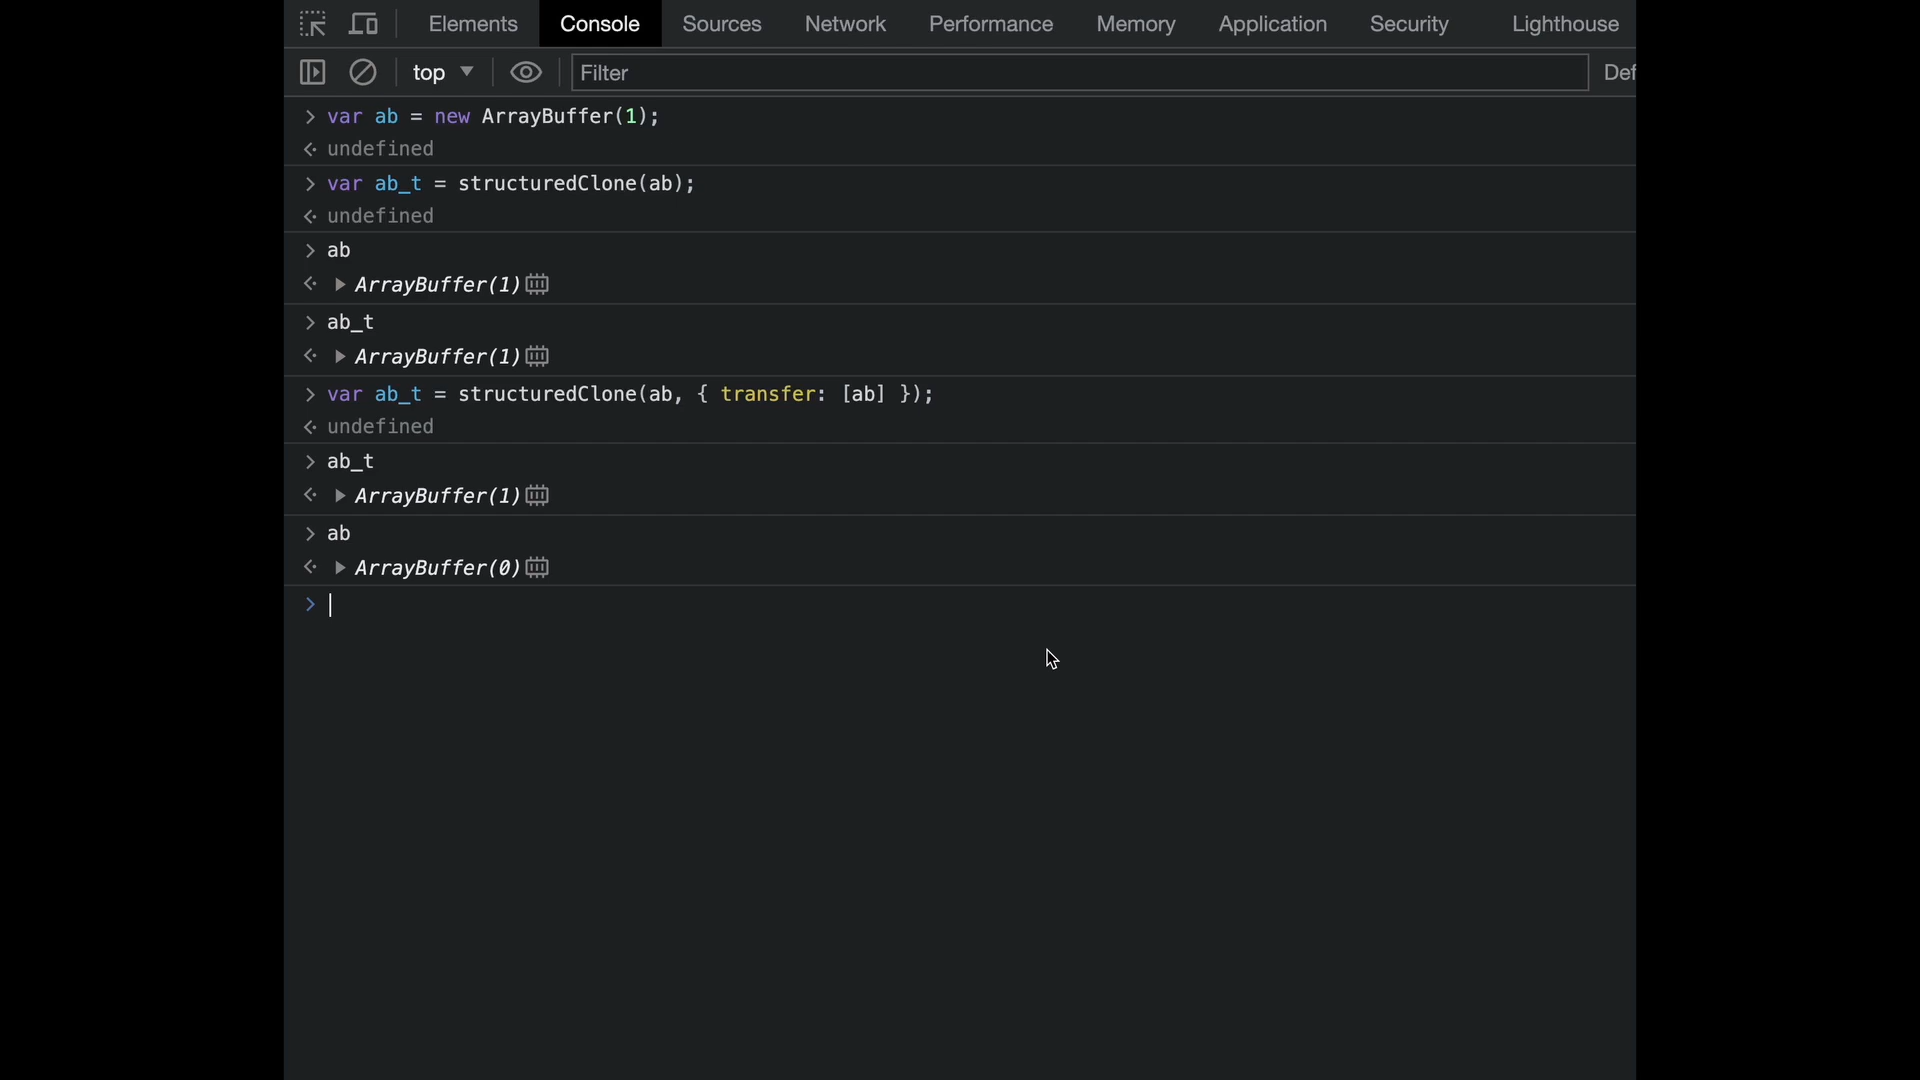 Elements Console Sources Network Performance Memory Application Security Lighthouse
top Filter Def
var ab = new ArrayBuffer(1);
undefined
var ab_t = structuredClone(ab);
undefined
ab
ArrayBuffer(1)
ab_t
ArrayBuffer(1)
var ab_t = structuredClone(ab, { transfer: [ab] });
undefined
ab_t
ArrayBuffer(1)
ab
ArrayBuffer(0)